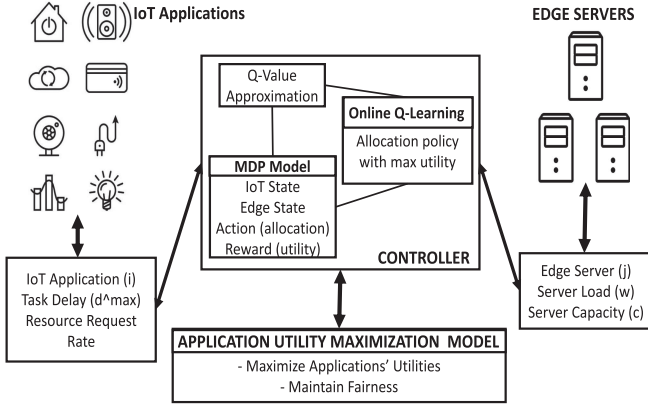 IoT Applications
EDGE SERVERS
Q-Value
Approximation
Online Q-Learning
Allocation policy
with max utility
MDP Model
IoT State
Edge State
Action (allocation)
Reward (utility)
CONTROLLER
IoT Application (i)
Task Delay (d^max)
Resource Request
Rate
Edge Server (j)
Server Load (w)
Server Capacity (c)
APPLICATION UTILITY MAXIMIZATION MODEL
- Maximize Applications' Utilities
- Maintain Fairness